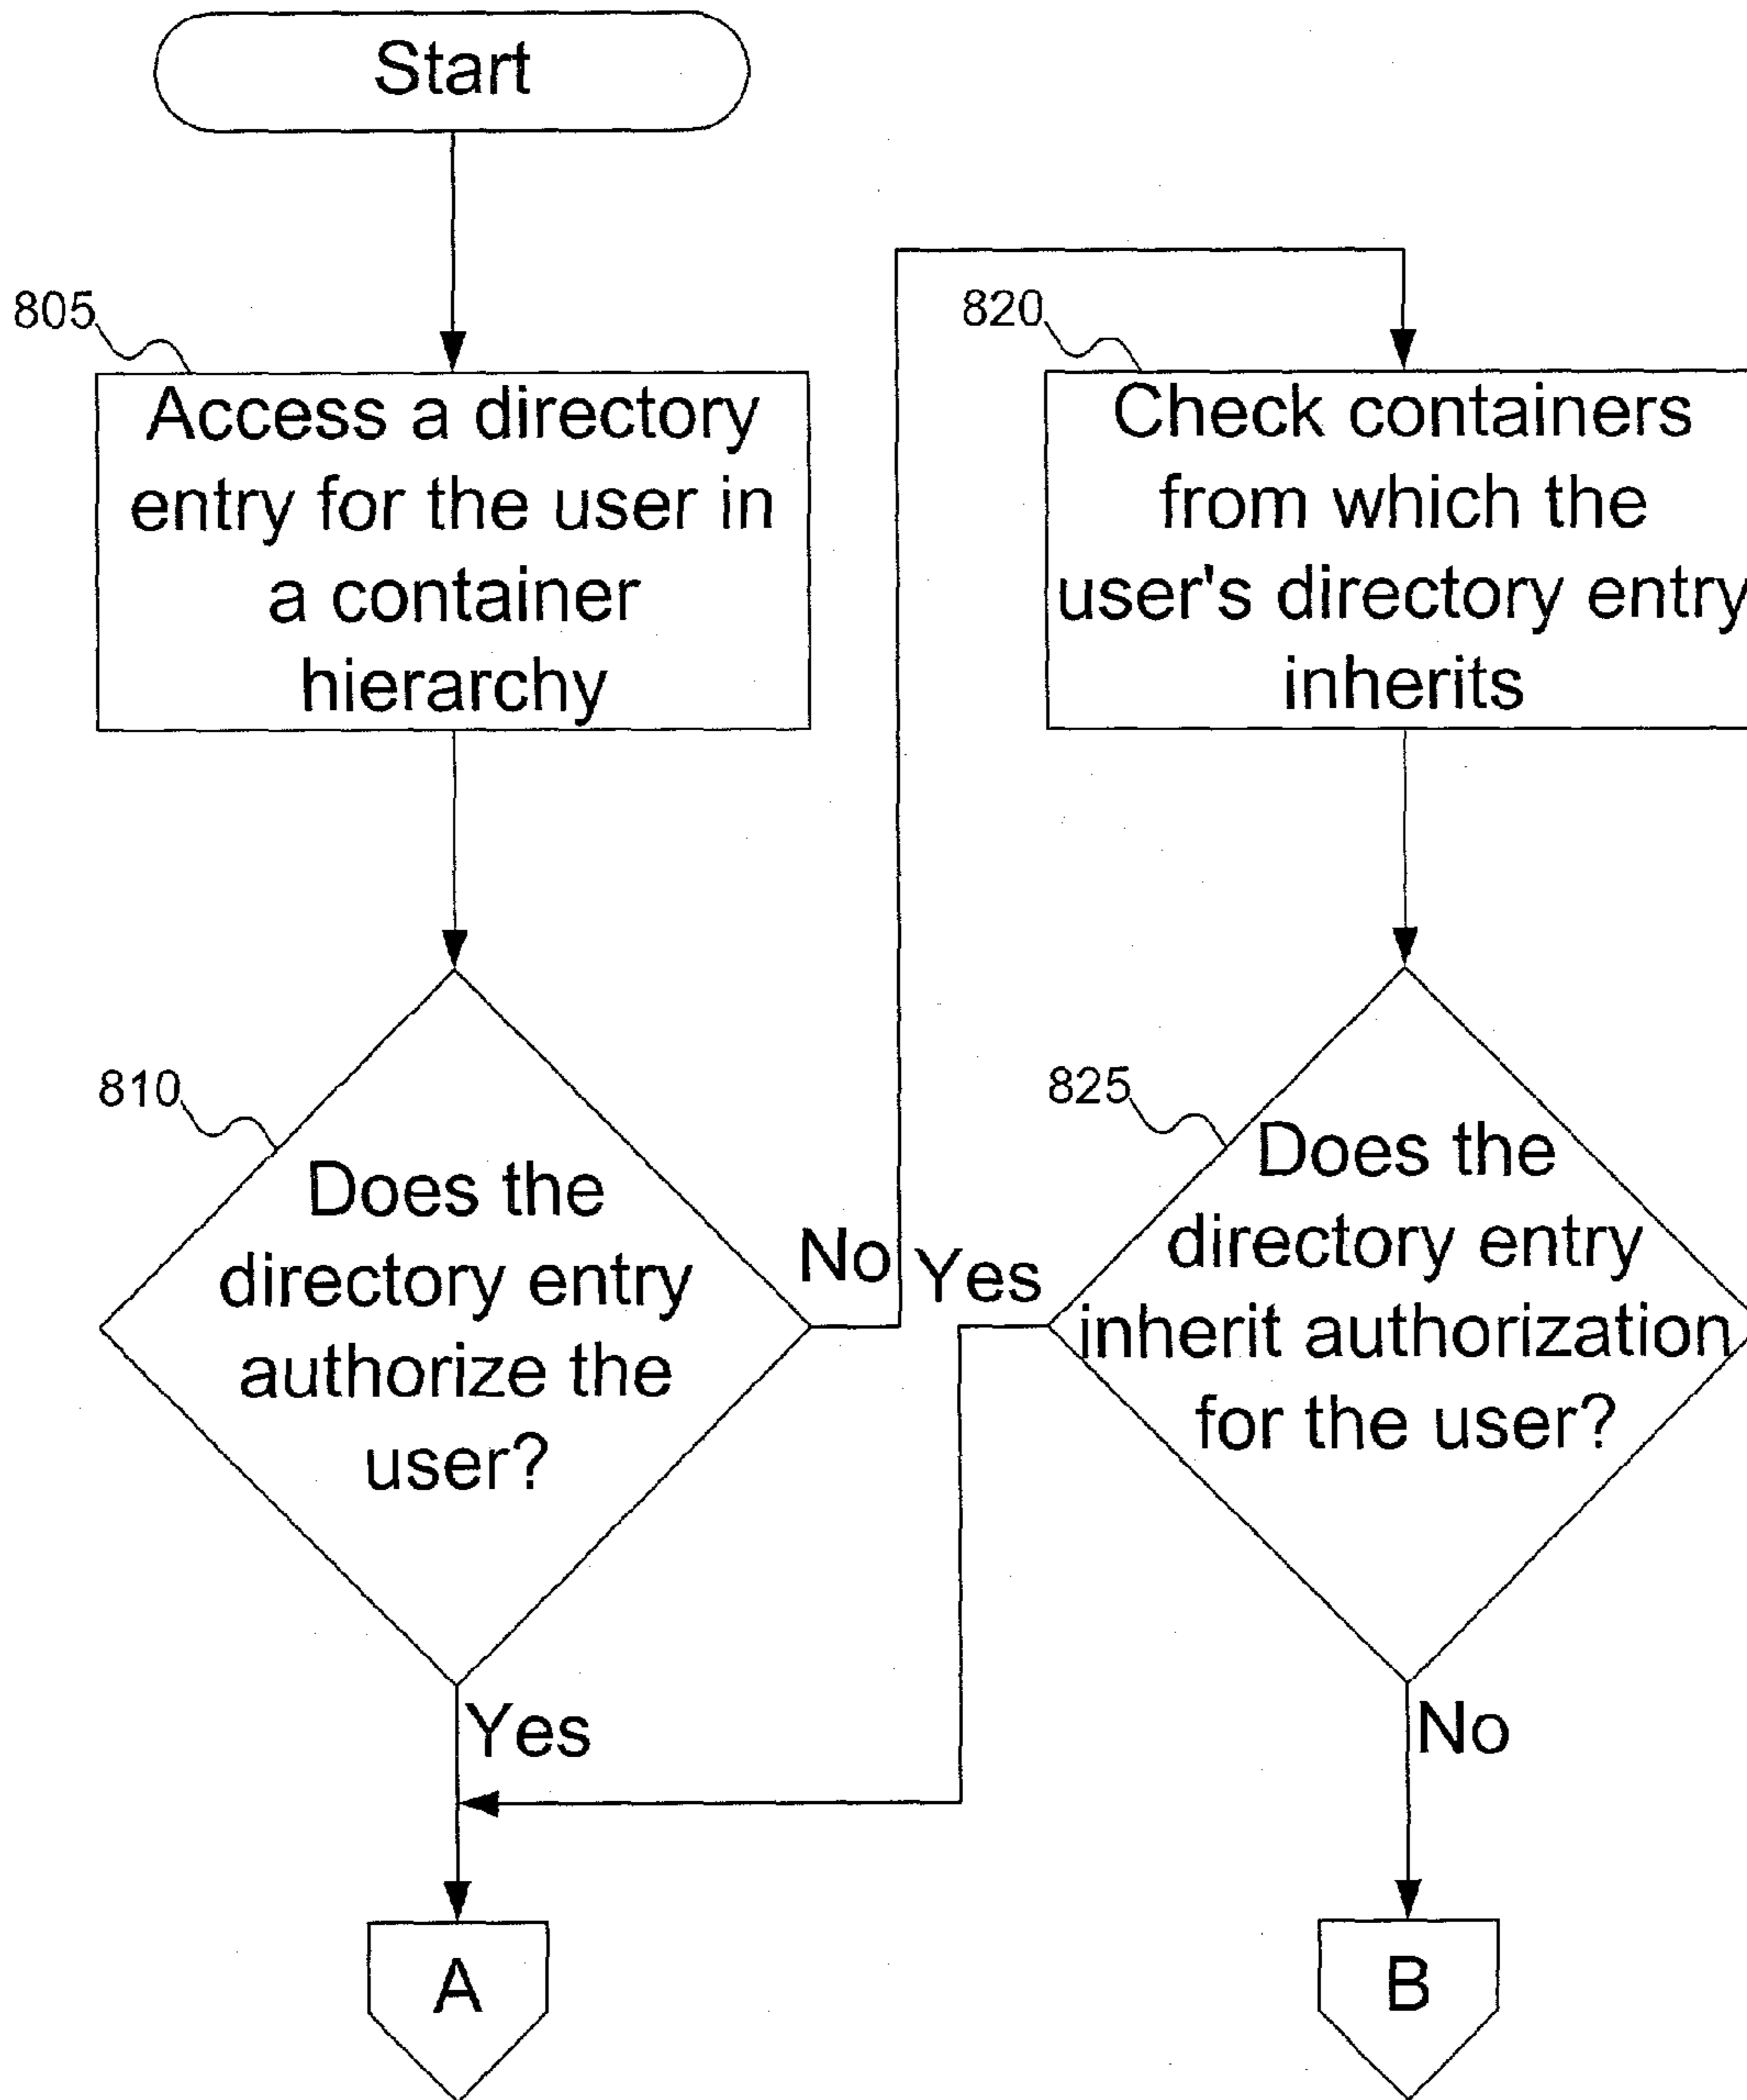 Start
805
Access a directory
entry for the user in
a container
hierarchy
810
Does the
directory entry
authorize the
user?
No
Yes
A
820
Check containers
from which the
user's directory entry
inherits
825
Does the
directory entry
inherit authorization
for the user?
Yes
No
B